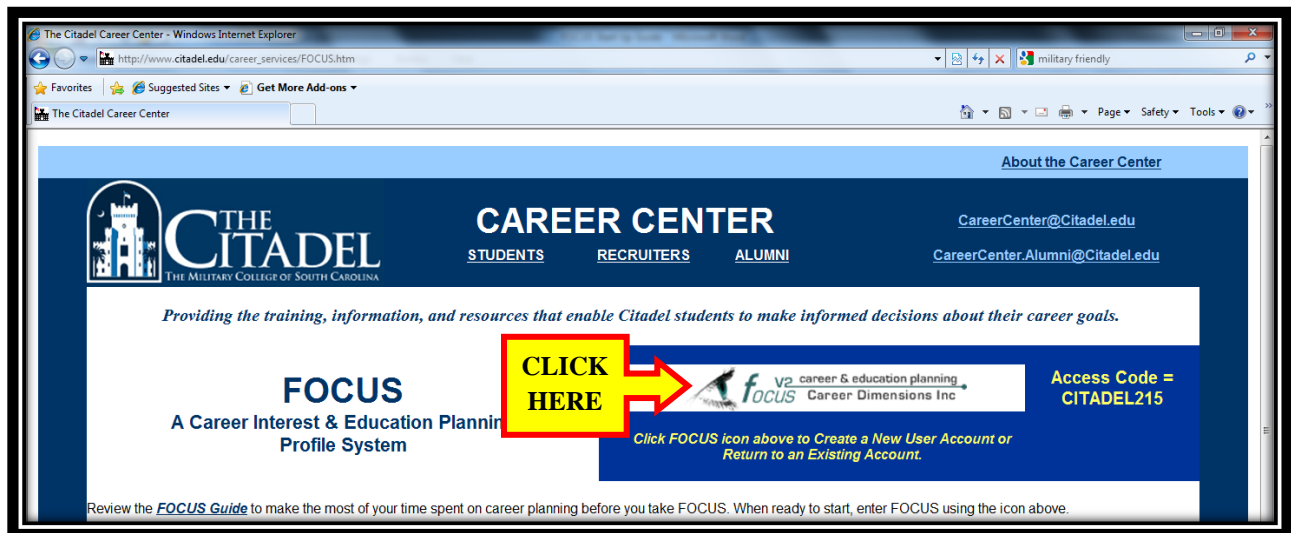 The Citadel Career Center - Windows Internet Explorer
http://www.citadel.edu/career_services/FOCUS.htm
military friendly
Favorites
Suggested Sites
Get More Add-ons
The Citadel Career Center
Page
Safety
Tools
About the Career Center
THE
CITADEL
THE MILITARY COLLEGE OF SOUTH CAROLINA
CAREER CENTER
STUDENTS
RECRUITERS
ALUMNI
CareerCenter@Citadel.edu
CareerCenter.Alumni@Citadel.edu
Providing the training, information, and resources that enable Citadel students to make informed decisions about their career goals.
FOCUS
A Career Interest & Education Plannin
Profile System
CLICK
HERE
focus V2 career & education planning
Career Dimensions Inc
Click FOCUS icon above to Create a New User Account or
Return to an Existing Account.
Access Code =
CITADEL215
Review the FOCUS Guide to make the most of your time spent on career planning before you take FOCUS. When ready to start, enter FOCUS using the icon above.